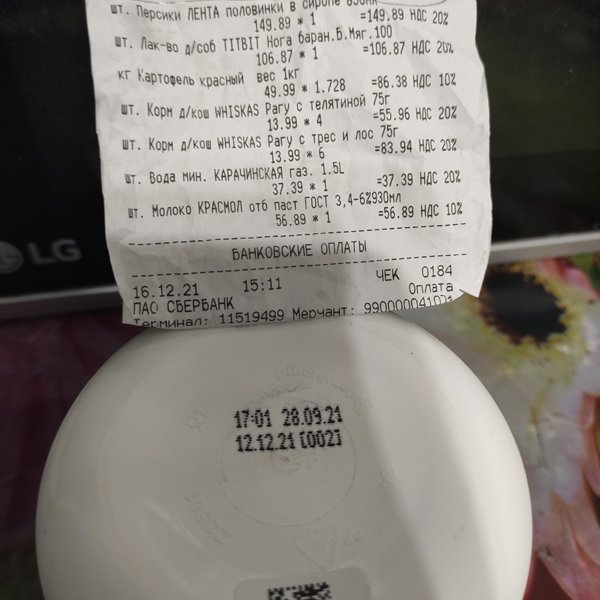 шт. Персики ЛЕНТА половинки в сиропе
149.89 * 1 =149.89 НДС 20%
шт. Лак-во д/соб TITBIT Нога баран.Б.Мяг.100
106.87 * 1 =106.87 НДС 20%
кг Картофель красный вес 1кг
49.99 * 1.728 =86.38 НДС 10%
шт. Корм д/кош WHISKAS Рагу с телятиной 75г
13.99 * 4 =55.96 НДС 20%
шт. Корм д/кош WHISKAS Рагу с трес и лос 75г
13.99 * 6 =83.94 НДС 20%
шт. Вода мин. КАРАЧИНСКАЯ газ. 1.5L
37.39 * 1 =37.39 НДС 20%
шт. Молоко КРАСМОЛ отб паст ГОСТ 3,4-6%930мл
56.89 * 1 =56.89 НДС 10%
БАНКОВСКИЕ ОПЛАТЫ
16.12.21 15:11 ЧЕК 0184
ПАО СБЕРБАНК Оплата
Терминал: 11519499 Мерчант:
LG
17:01 28.09.21
12.12.21 [002]